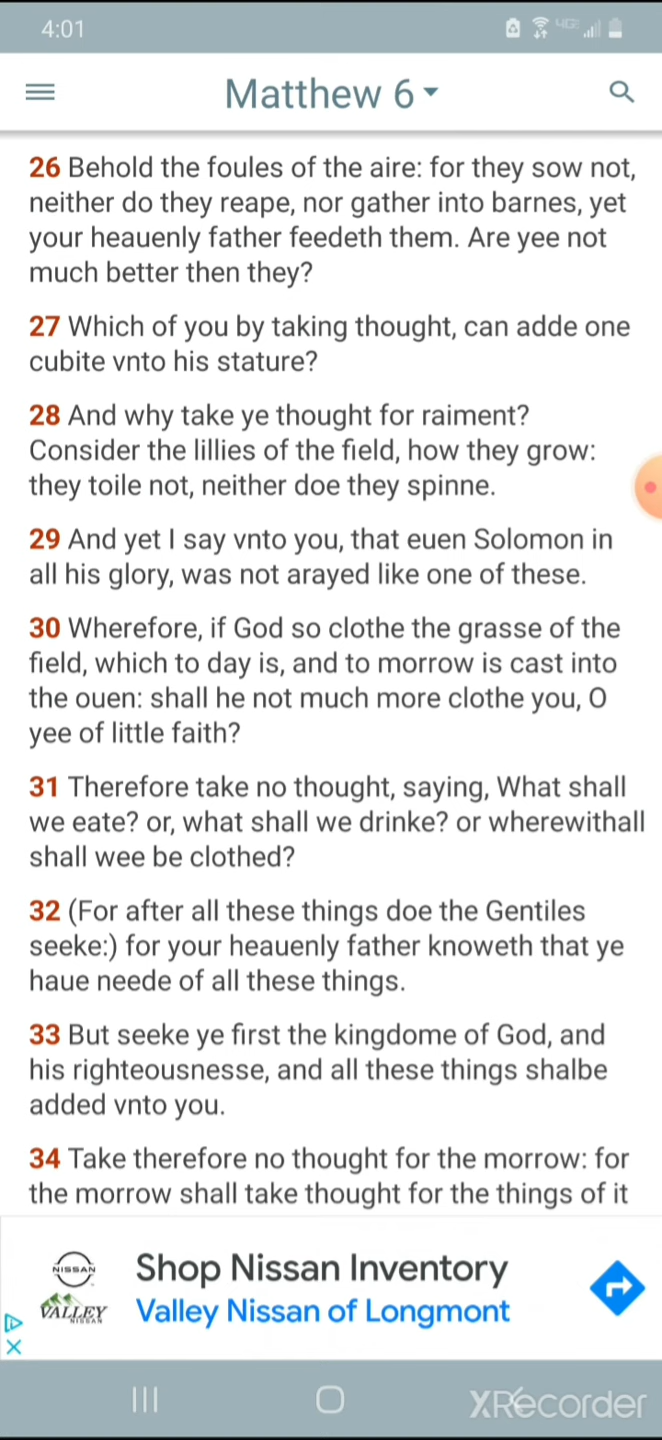 4:01
4GE
Matthew 6
26 Behold the foules of the aire: for they sow not,
neither do they reape, nor gather into barnes, yet
your heauenly father feedeth them. Are yee not
much better then they?
27 Which of you by taking thought, can adde one
cubite vnto his stature?
28 And why take ye thought for raiment?
Consider the lillies of the field, how they grow:
they toile not, neither doe they spinne.
29 And yet I say vnto you, that euen Solomon in
all his glory, was not arayed like one of these.
30 Wherefore, if God so clothe the grasse of the
field, which to day is, and to morrow is cast into
the ouen: shall he not much more clothe you, O
yee of little faith?
31 Therefore take no thought, saying, What shall
we eate? or, what shall we drinke? or wherewithall
shall wee be clothed?
32 (For after all these things doe the Gentiles
seeke:) for your heauenly father knoweth that ye
haue neede of all these things.
33 But seeke ye first the kingdome of God, and
his righteousnesse, and all these things shalbe
added vnto you.
34 Take therefore no thought for the morrow: for
the morrow shall take thought for the things of it
NISSAN
VALLEY
NISSAN
Shop Nissan Inventory
Valley Nissan of Longmont
XRecorder